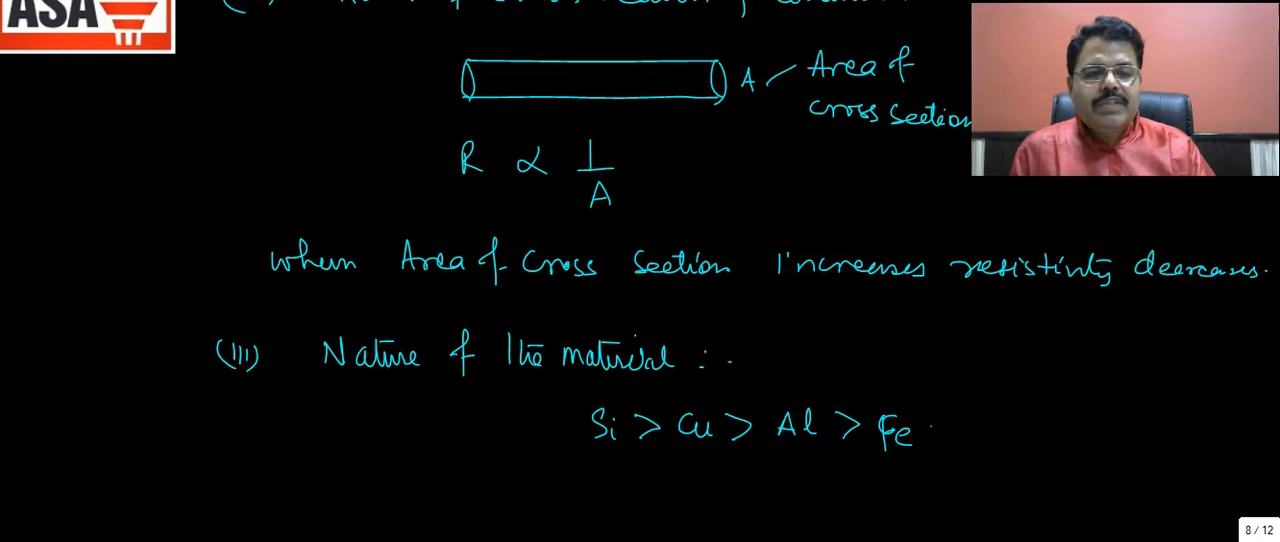 ASA
A Area of
cross section
R ∝ 1/A
when Area of cross section increases resistivity decreases.
(III) Nature of the material :-
Si > Cu > Al > Fe
8 / 12